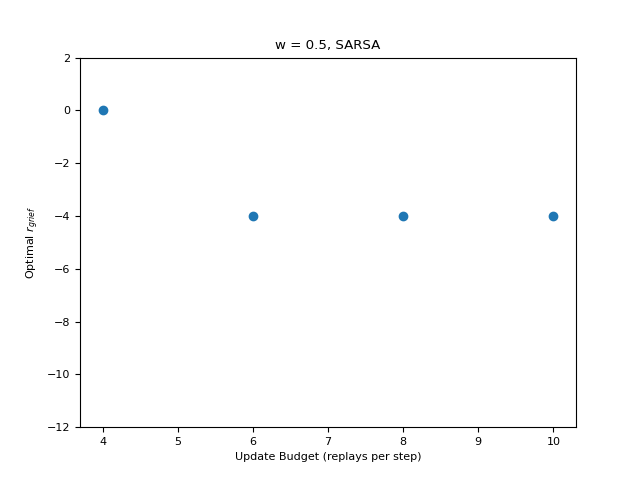 w = 0.5, SARSA
2
0
−2
−4
−6
−8
−10
−12
Optimal r_grief
4 5 6 7 8 9 10
Update Budget (replays per step)